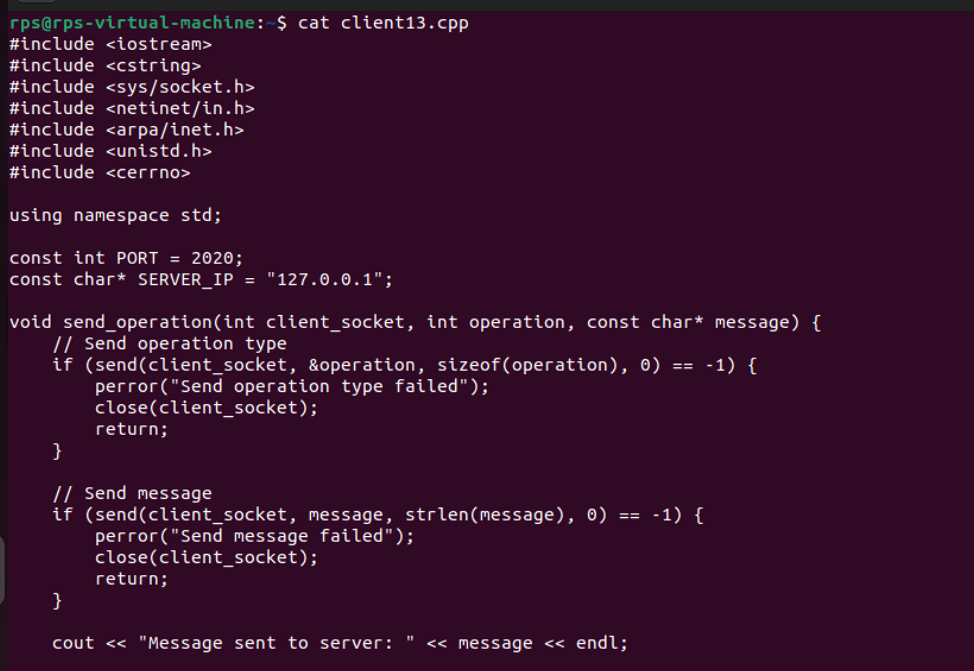 rps@rps-virtual-machine:~$ cat client13.cpp
#include <iostream>
#include <cstring>
#include <sys/socket.h>
#include <netinet/in.h>
#include <arpa/inet.h>
#include <unistd.h>
#include <cerrno>

using namespace std;

const int PORT = 2020;
const char* SERVER_IP = "127.0.0.1";

void send_operation(int client_socket, int operation, const char* message) {
    // Send operation type
    if (send(client_socket, &operation, sizeof(operation), 0) == -1) {
        perror("Send operation type failed");
        close(client_socket);
        return;
    }

    // Send message
    if (send(client_socket, message, strlen(message), 0) == -1) {
        perror("Send message failed");
        close(client_socket);
        return;
    }

    cout << "Message sent to server: " << message << endl;